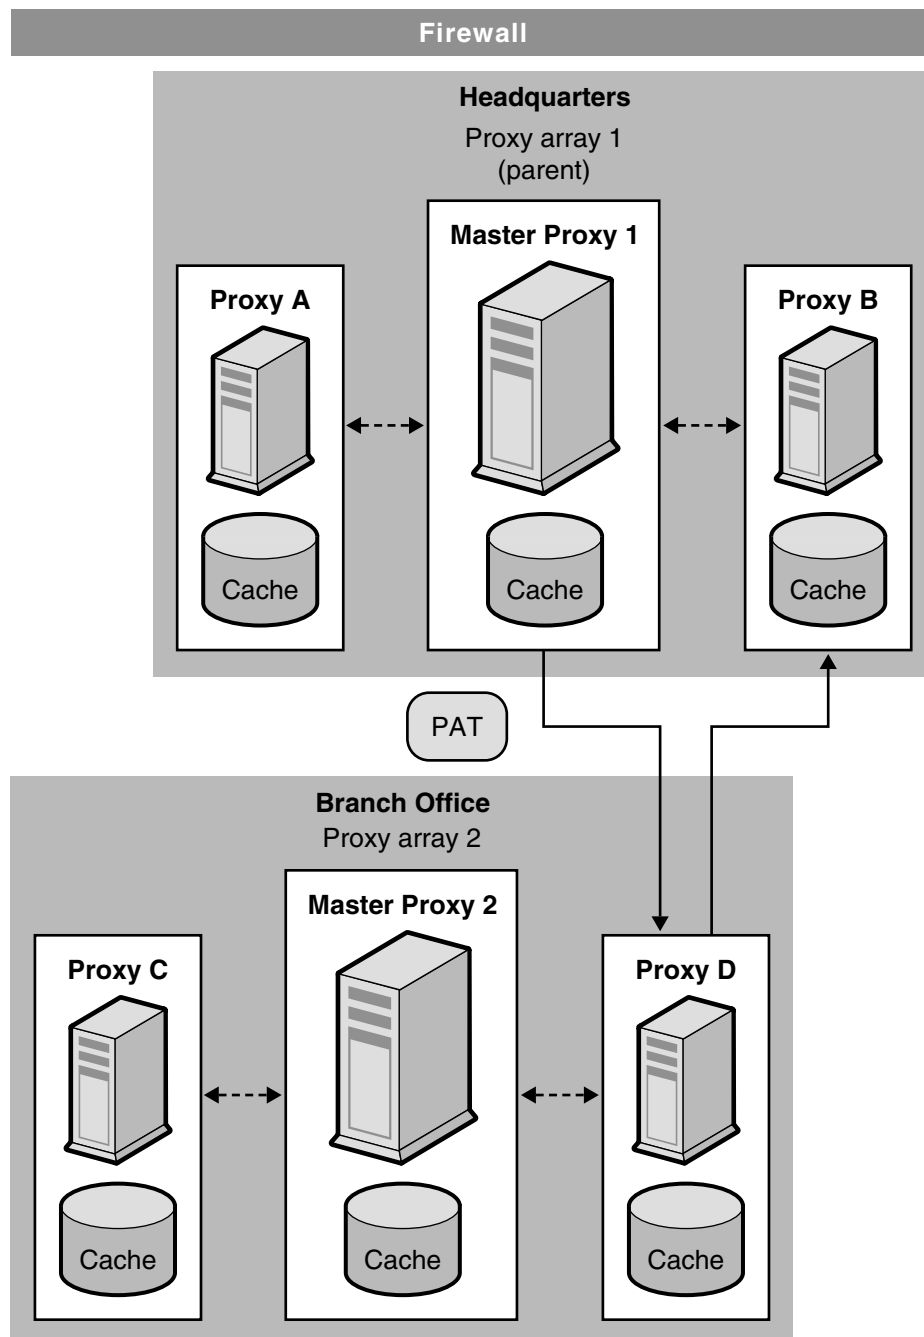 Firewall
Headquarters
Proxy array 1
(parent)
Master Proxy 1
Proxy A
Proxy B
Cache
Cache
Cache
PAT
Branch Office
Proxy array 2
Master Proxy 2
Proxy C
Proxy D
Cache
Cache
Cache